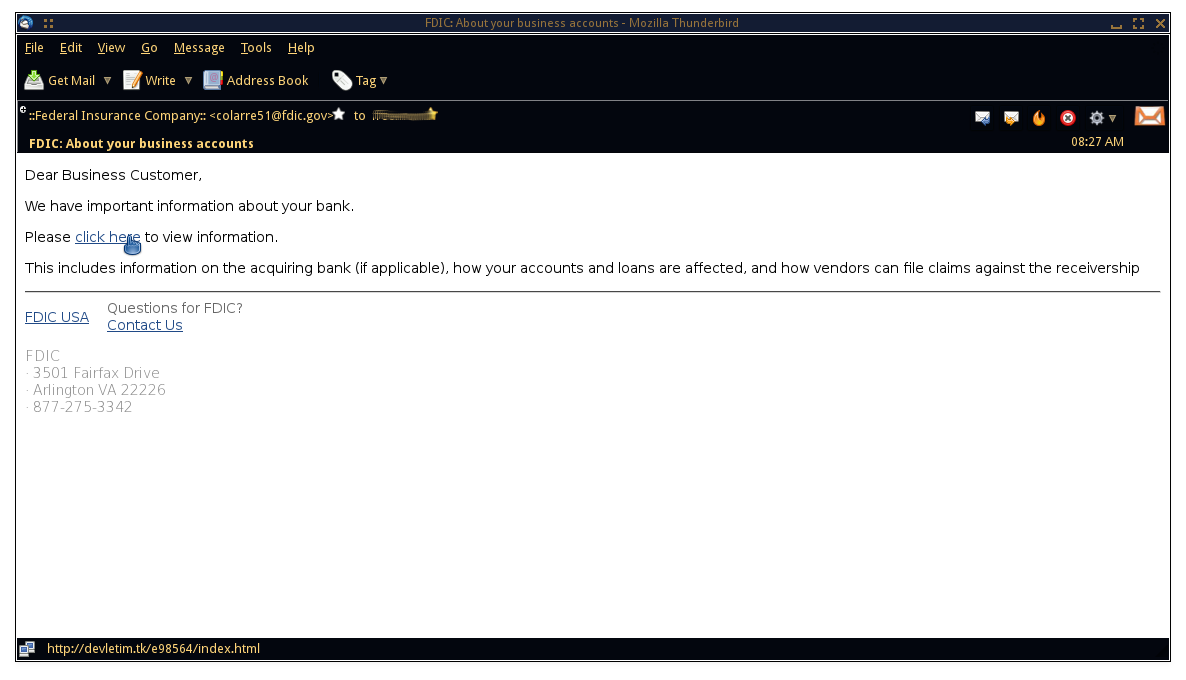 FDIC: About your business accounts - Mozilla Thunderbird
File Edit View Go Message Tools Help
Get Mail Write Address Book Tag
::Federal Insurance Company:: <colarre51@fdic.gov> to
FDIC: About your business accounts 08:27 AM
Dear Business Customer,
We have important information about your bank.
Please click here to view information.
This includes information on the acquiring bank (if applicable), how your accounts and loans are affected, and how vendors can file claims against the receivership
FDIC USA
Questions for FDIC?
Contact Us
FDIC
· 3501 Fairfax Drive
· Arlington VA 22226
· 877-275-3342
http://devletim.tk/e98564/index.html